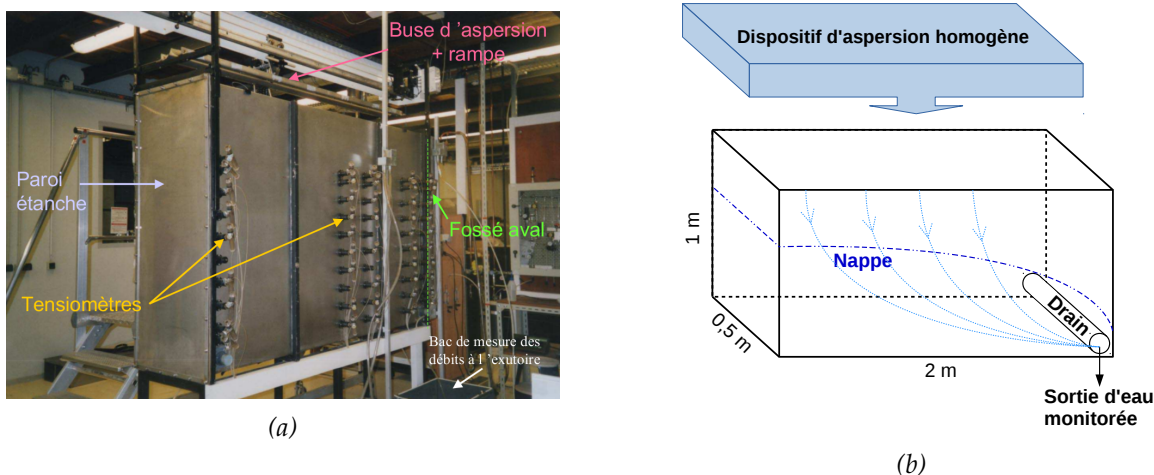 Buse d 'aspersion
+ rampe
Paroi
étanche
Fossé aval
Tensiomètres
Bac de mesure des
débits à l 'exutoire
(a)
Dispositif d'aspersion homogène
1 m
Nappe
Drain
0,5 m
2 m
Sortie d'eau
monitorée
(b)